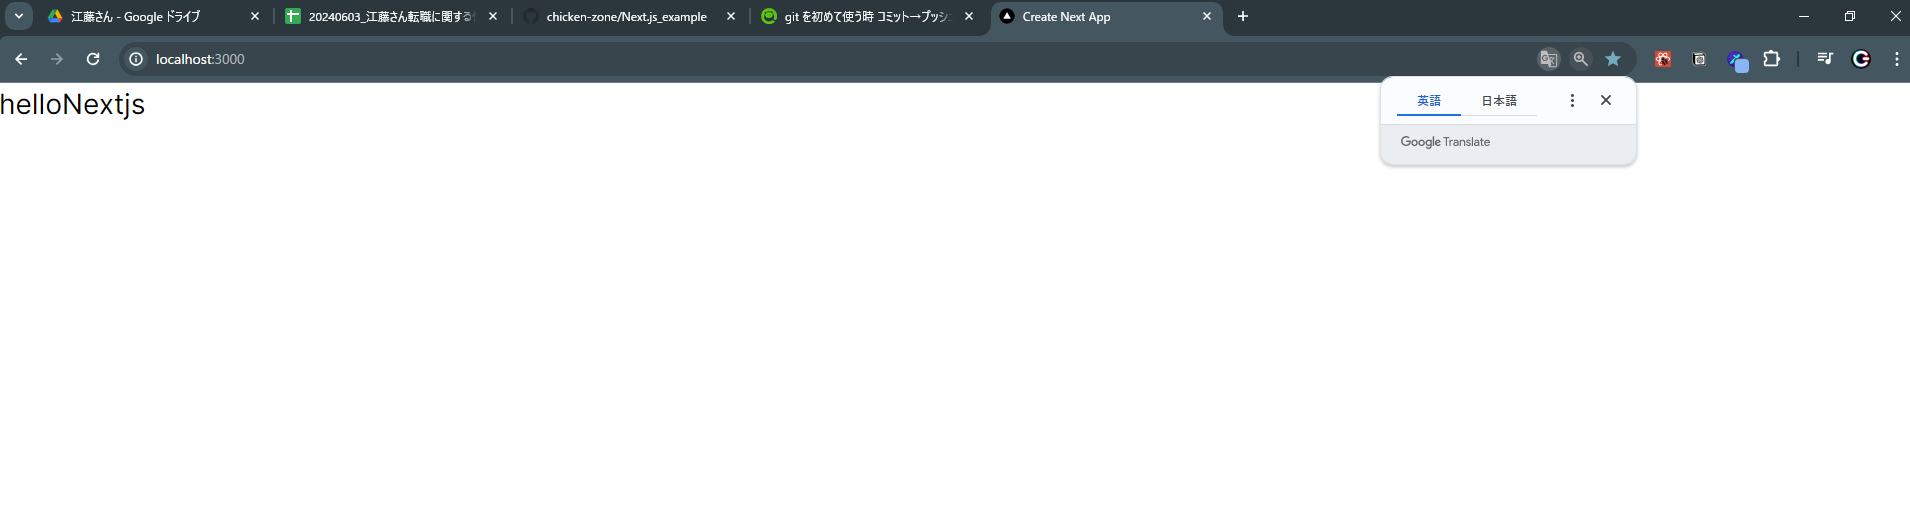 江藤さん - Google ドライブ
20240603_江藤さん転職に関する
chicken-zone/Next.js_example
git を初めて使う時 コミット→プッシ
Create Next App
localhost:3000
helloNextjs
英語 日本語
Google Translate